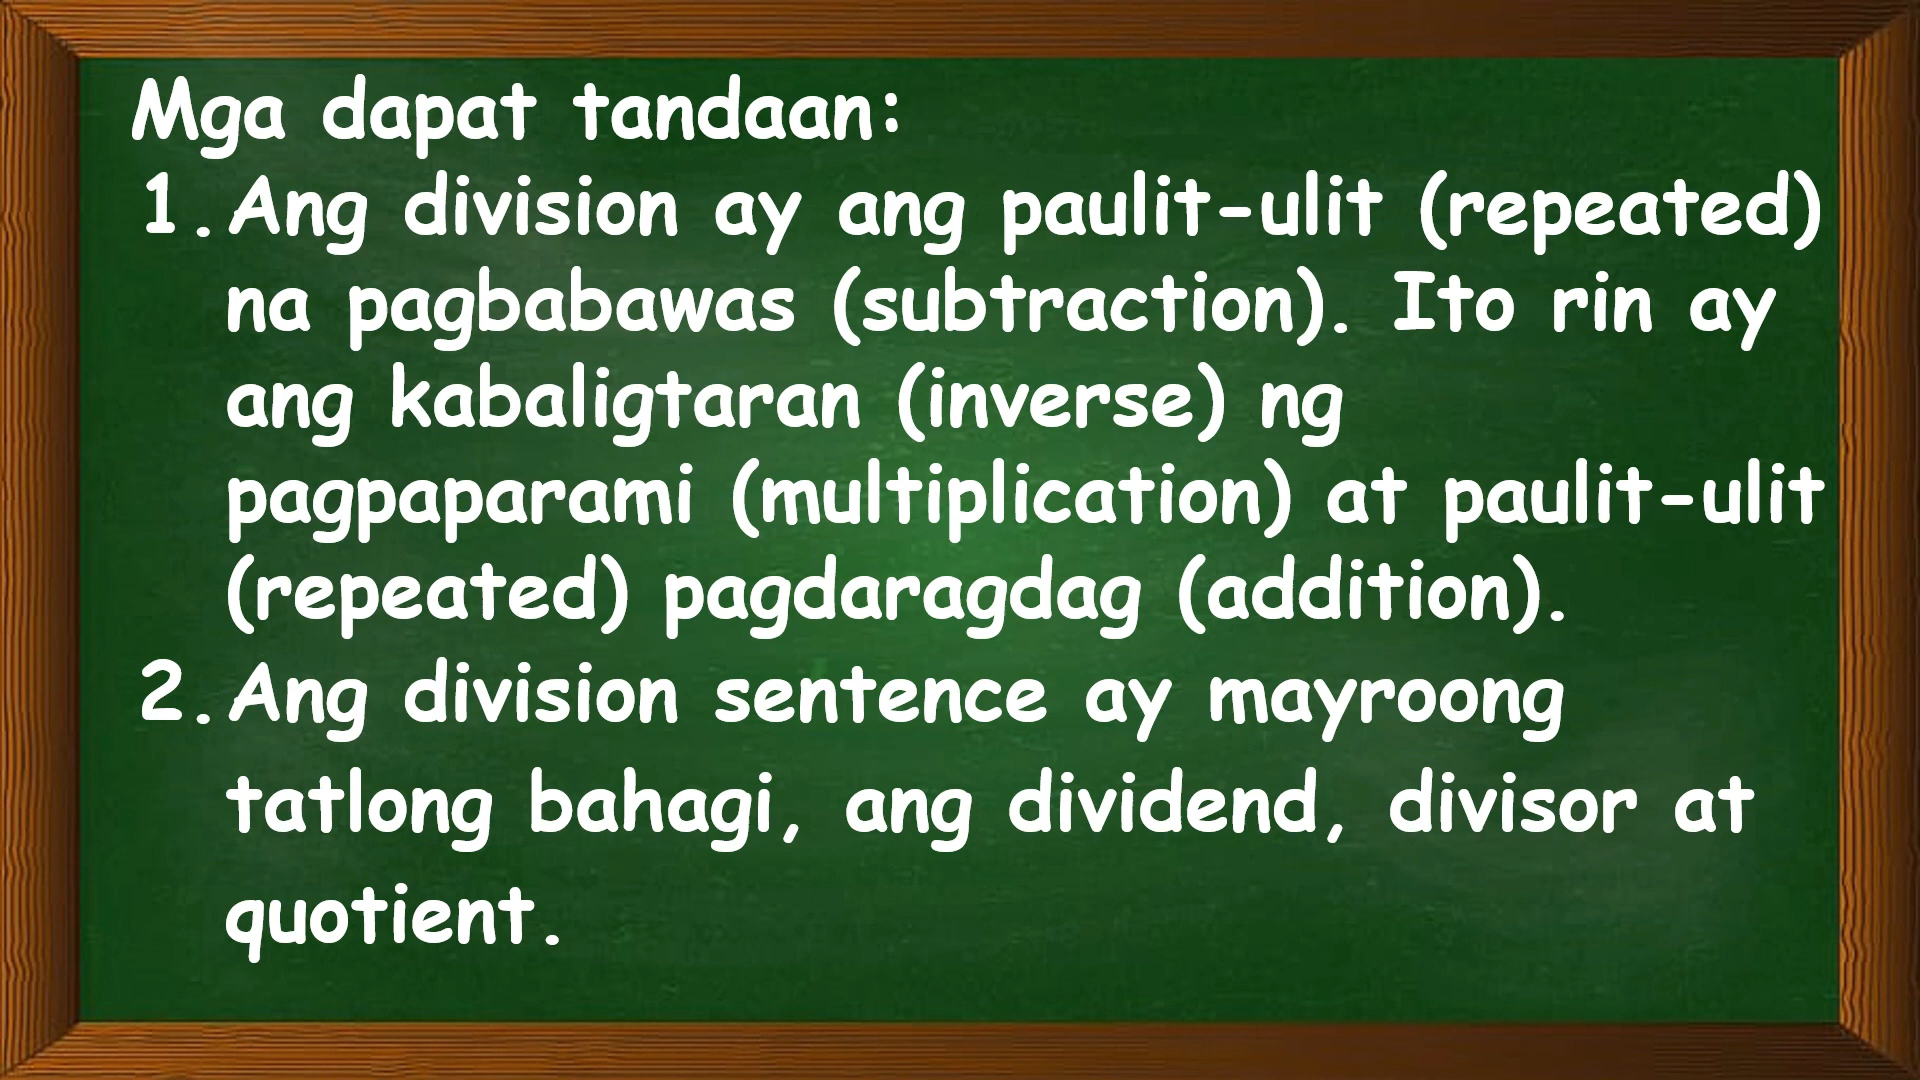 Mga dapat tandaan:
1. Ang division ay ang paulit-ulit (repeated)
na pagbabawas (subtraction). Ito rin ay
ang kabaligtaran (inverse) ng
pagpaparami (multiplication) at paulit-ulit
(repeated) pagdaragdag (addition).
2. Ang division sentence ay mayroong
tatlong bahagi, ang dividend, divisor at
quotient.